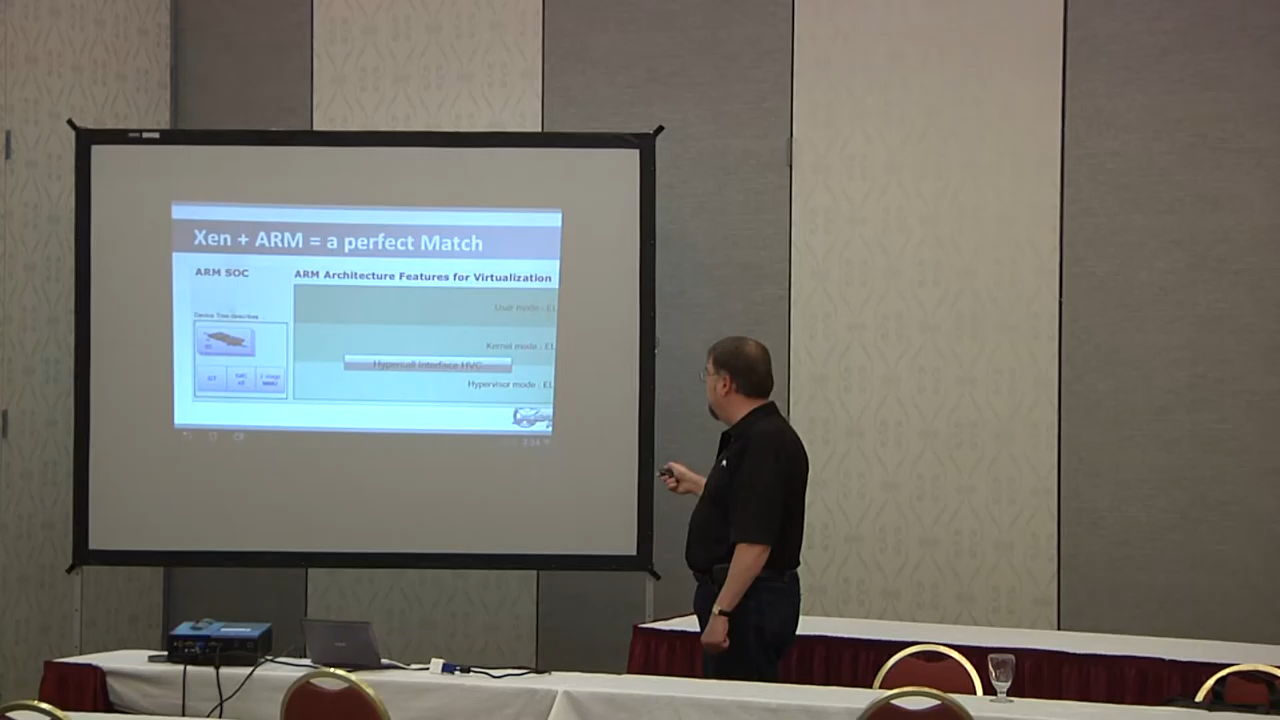 Xen + ARM = a perfect Match
ARM SOC
ARM Architecture Features for Virtualization
Device Tree describes ...
User mode : EL
Kernel mode : EL
Hypercall Interface HVC
Hypervisor mode : EL
GT
2 stage
MMU